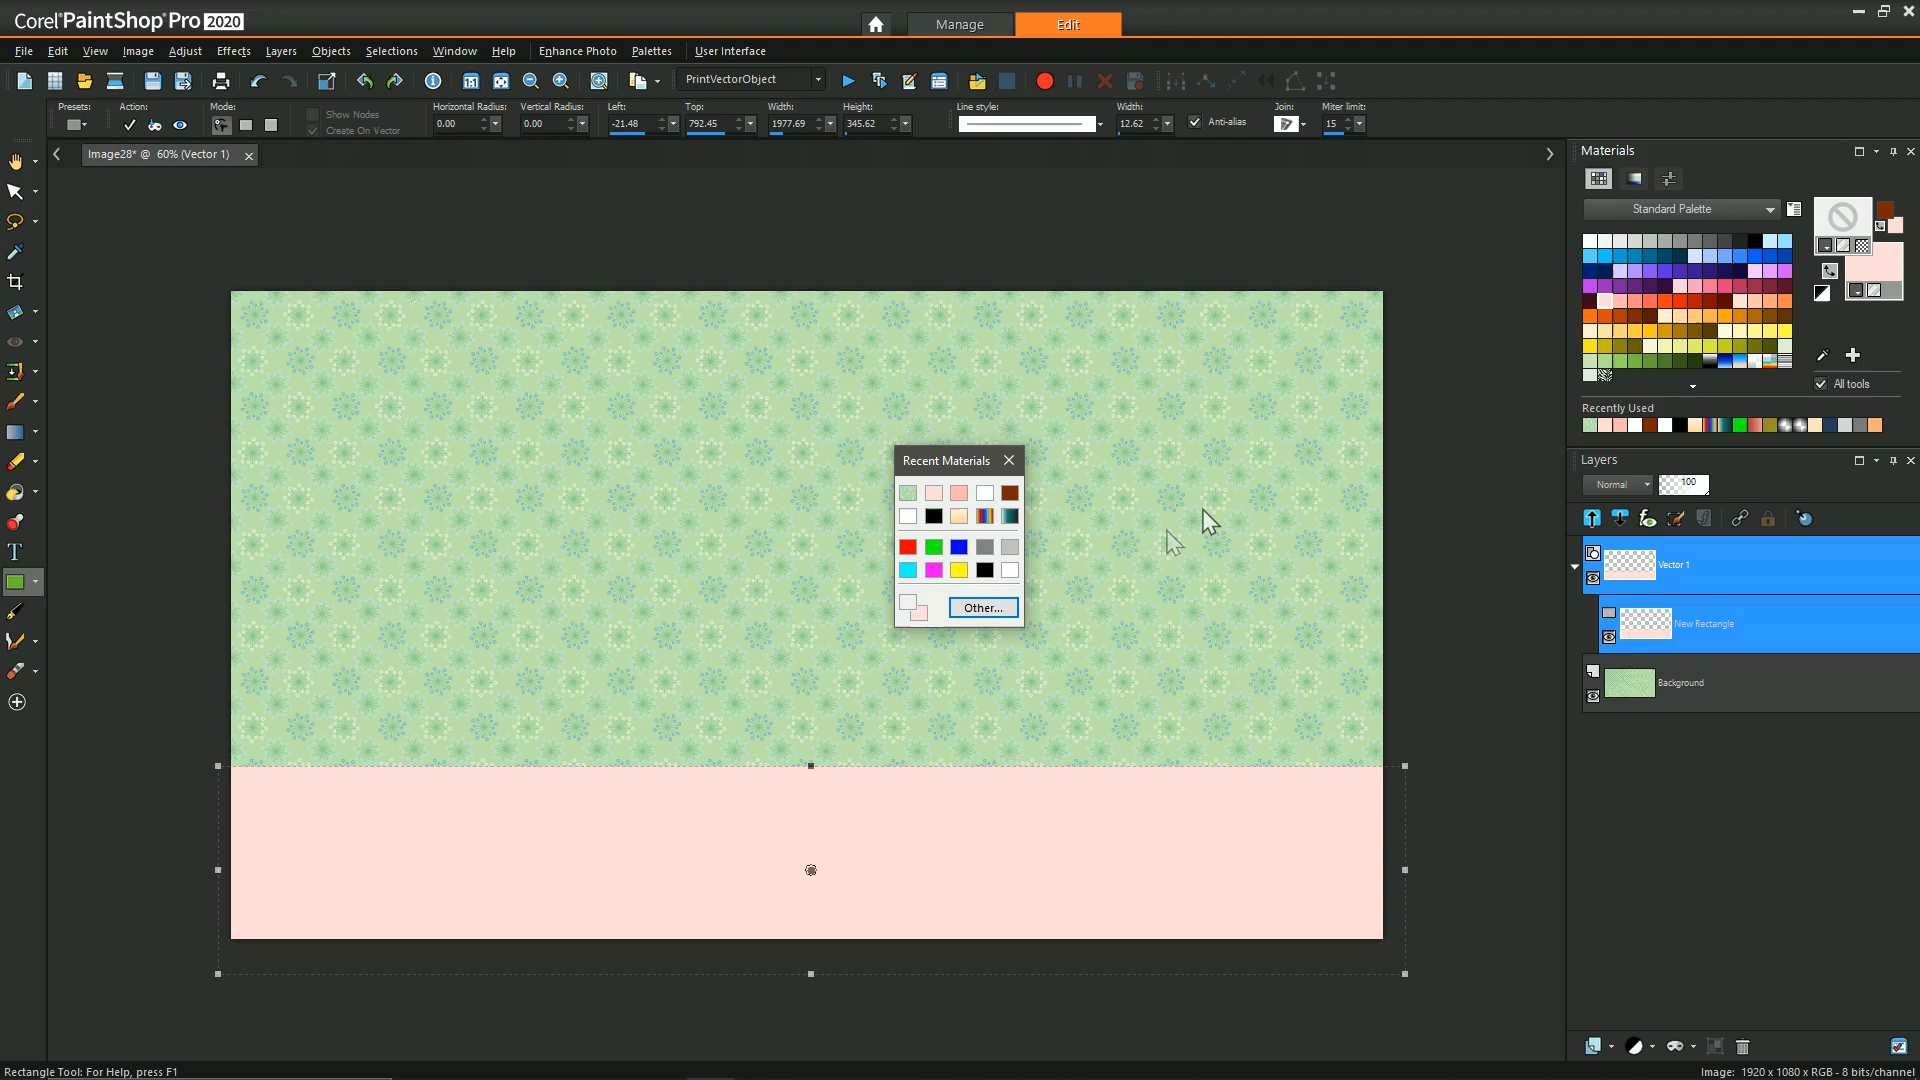 Corel PaintShop Pro 2020
Manage
Edit
File Edit View Image Adjust Effects Layers Objects Selections Window Help Enhance Photo Palettes User Interface
PrintVectorObject
Presets: Action: Mode: Show Nodes Horizontal Radius: Vertical Radius: Left: Top: Width: Height: Line style: Width: Anti-alias Join: Miter limit:
Create On Vector 0.00 0.00 -21.48 792.45 1977.69 345.62 12.62 15
Image28* @ 60% (Vector 1)
Materials
Standard Palette
All tools
Recently Used
Recent Materials
Other...
Layers
Normal 100
Vector 1
New Rectangle
Background
Rectangle Tool: For Help, press F1
Image: 1920 x 1080 x RGB - 8 bits/channel